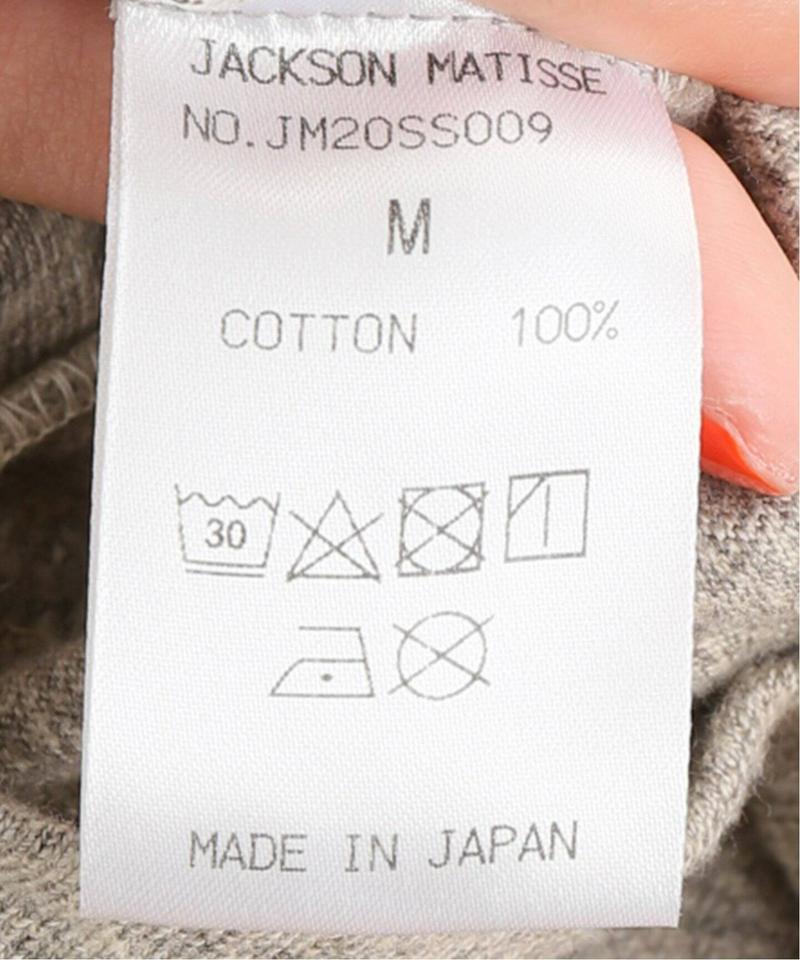 JACKSON MATISSE
NO.JM20SS009
M
COTTON 100%
30
MADE IN JAPAN